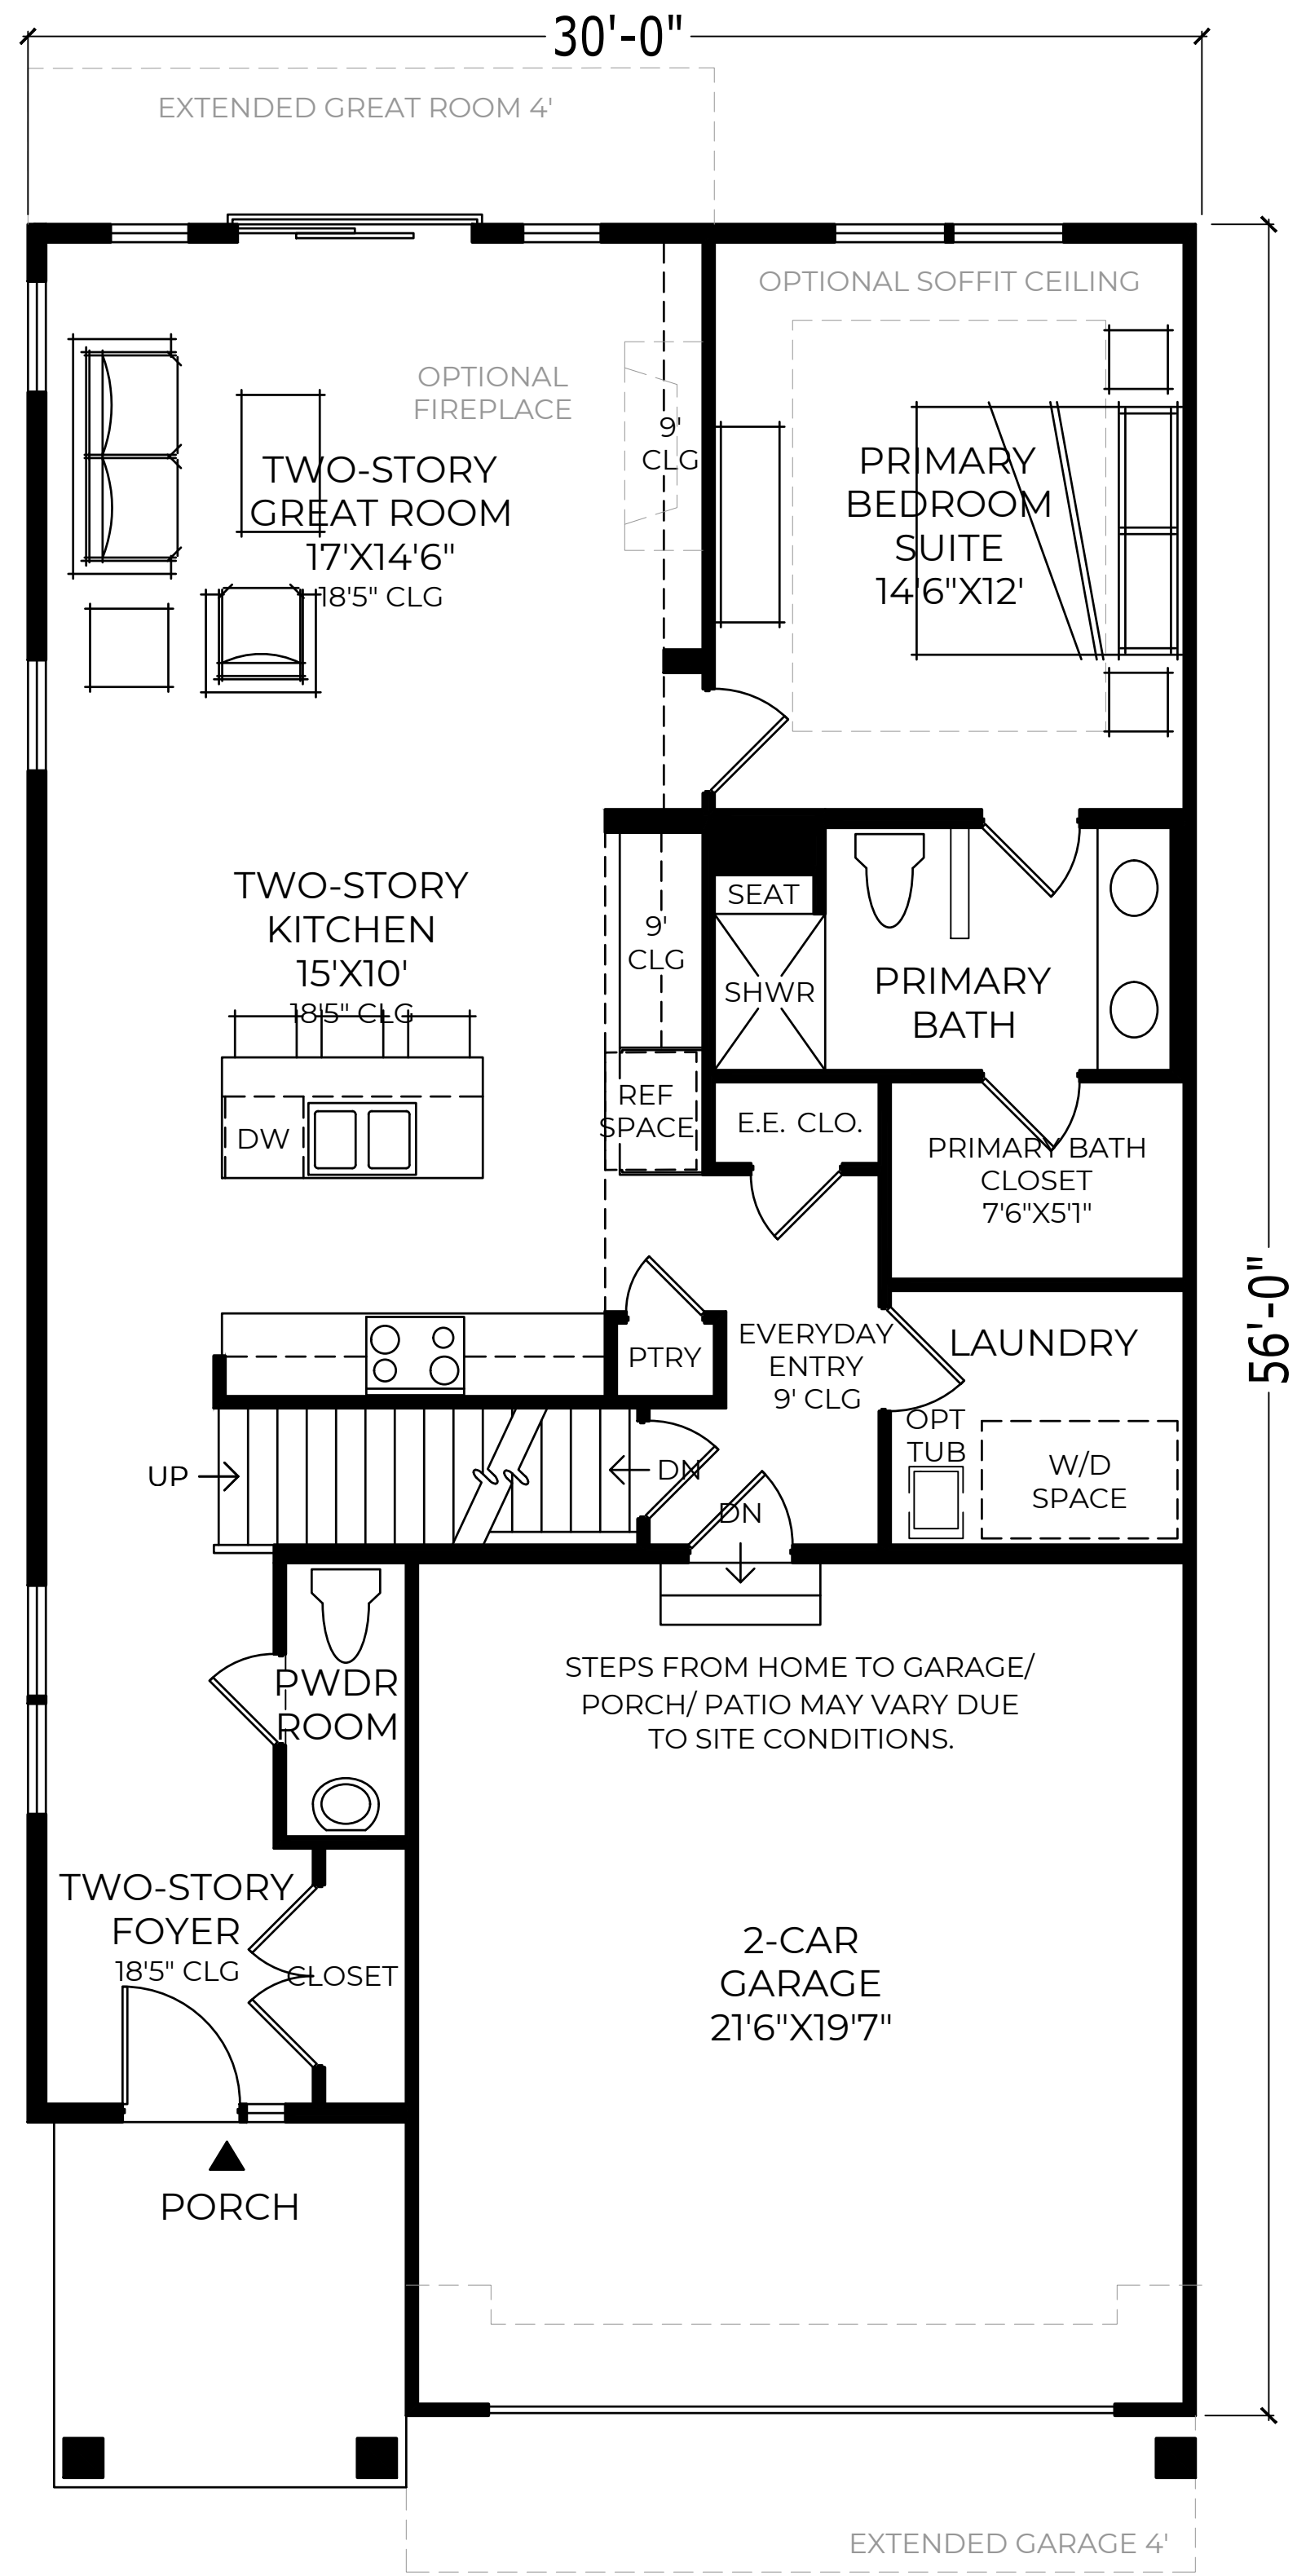 30'-0"
EXTENDED GREAT ROOM 4'
OPTIONAL SOFFIT CEILING
OPTIONAL
FIREPLACE
9'
CLG
TWO-STORY
GREAT ROOM
17'X14'6"
18'5" CLG
PRIMARY
BEDROOM
SUITE
14'6"X12'
TWO-STORY
KITCHEN
15'X10'
18'5" CLG
9'
CLG
SEAT
SHWR
PRIMARY
BATH
REF
SPACE
DW
E.E. CLO.
PRIMARY BATH
CLOSET
7'6"X5'1"
56'-0"
PTRY
EVERYDAY
ENTRY
9' CLG
LAUNDRY
OPT
TUB
W/D
SPACE
UP
DN
DN
PWDR
ROOM
STEPS FROM HOME TO GARAGE/
PORCH/ PATIO MAY VARY DUE
TO SITE CONDITIONS.
TWO-STORY
FOYER
18'5" CLG
CLOSET
2-CAR
GARAGE
21'6"X19'7"
PORCH
EXTENDED GARAGE 4'